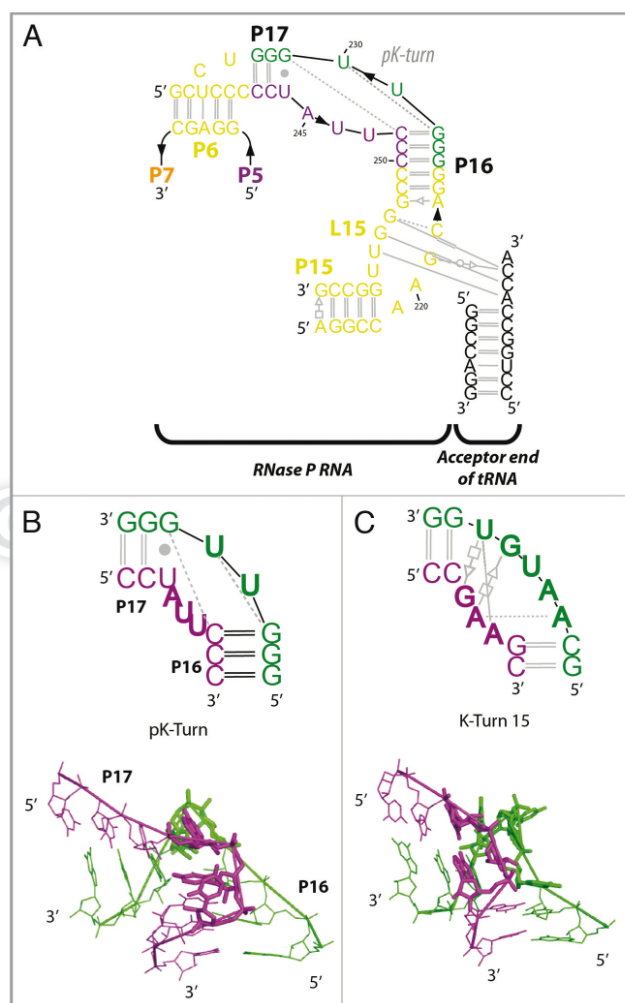 A
P17
GGG
U
230
U
pK-turn
C
U
5′ GCUCCC CCU
245
A
U
U
CGAGG
P6
P7
3′
P5
5′
C G
C G
250 C G
C G
C G
G A
P16
L15
G
G
U
U
C
G
A
A
220
P15
3′ GCCGG
5′ AGGCC
3′
A
C
C
A
5′
G C
G C
C G
C G
A U
G C
G C
3′ 5′
RNase P RNA
Acceptor end
of tRNA
B
3′ GGG
U
U
5′ CCU
A
U
U
P17
C G
C G
C G
P16
3′ 5′
pK-Turn
P17
5′
3′
P16
3′
5′
C
3′ GG
U
G
U
A
A
5′ CC
G
A
A
G C
C G
3′ 5′
K-Turn 15
5′
3′
3′
5′